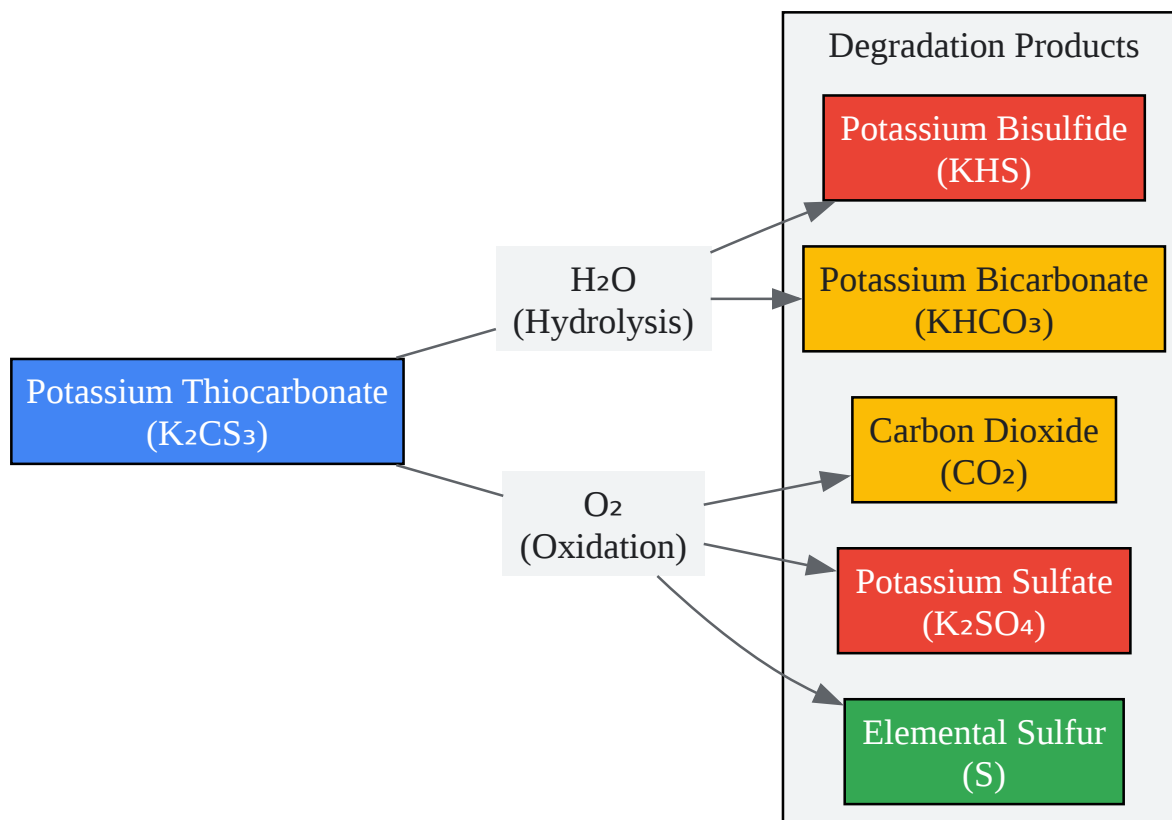 Degradation Products
Potassium Bisulfide
(KHS)
H₂O
(Hydrolysis)
Potassium Bicarbonate
(KHCO₃)
Potassium Thiocarbonate
(K₂CS₃)
Carbon Dioxide
(CO₂)
O₂
(Oxidation)
Potassium Sulfate
(K₂SO₄)
Elemental Sulfur
(S)